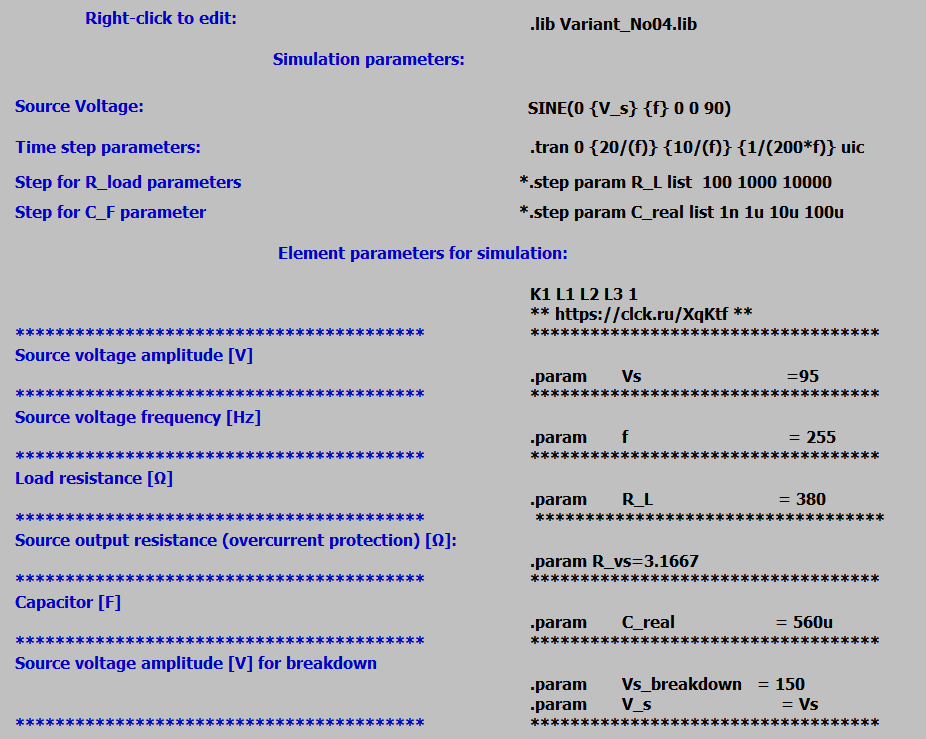 Right-click to edit:
.lib Variant_No04.lib
Simulation parameters:
Source Voltage:
SINE(0 {V_s} {f} 0 0 90)
Time step parameters:
.tran 0 {20/(f)} {10/(f)} {1/(200*f)} uic
Step for R_load parameters
*.step param R_L list  100 1000 10000
Step for C_F parameter
*.step param C_real list 1n 1u 10u 100u
Element parameters for simulation:
K1 L1 L2 L3 1
** https://clck.ru/XqKtf **
*****************************************
***********************************
Source voltage amplitude [V]
.param Vs =95
*****************************************
***********************************
Source voltage frequency [Hz]
.param f = 255
*****************************************
***********************************
Load resistance [Ω]
.param R_L = 380
*****************************************
***********************************
Source output resistance (overcurrent protection) [Ω]:
.param R_vs=3.1667
*****************************************
***********************************
Capacitor [F]
.param C_real = 560u
*****************************************
***********************************
Source voltage amplitude [V] for breakdown
.param Vs_breakdown = 150
.param V_s = Vs
*****************************************
***********************************